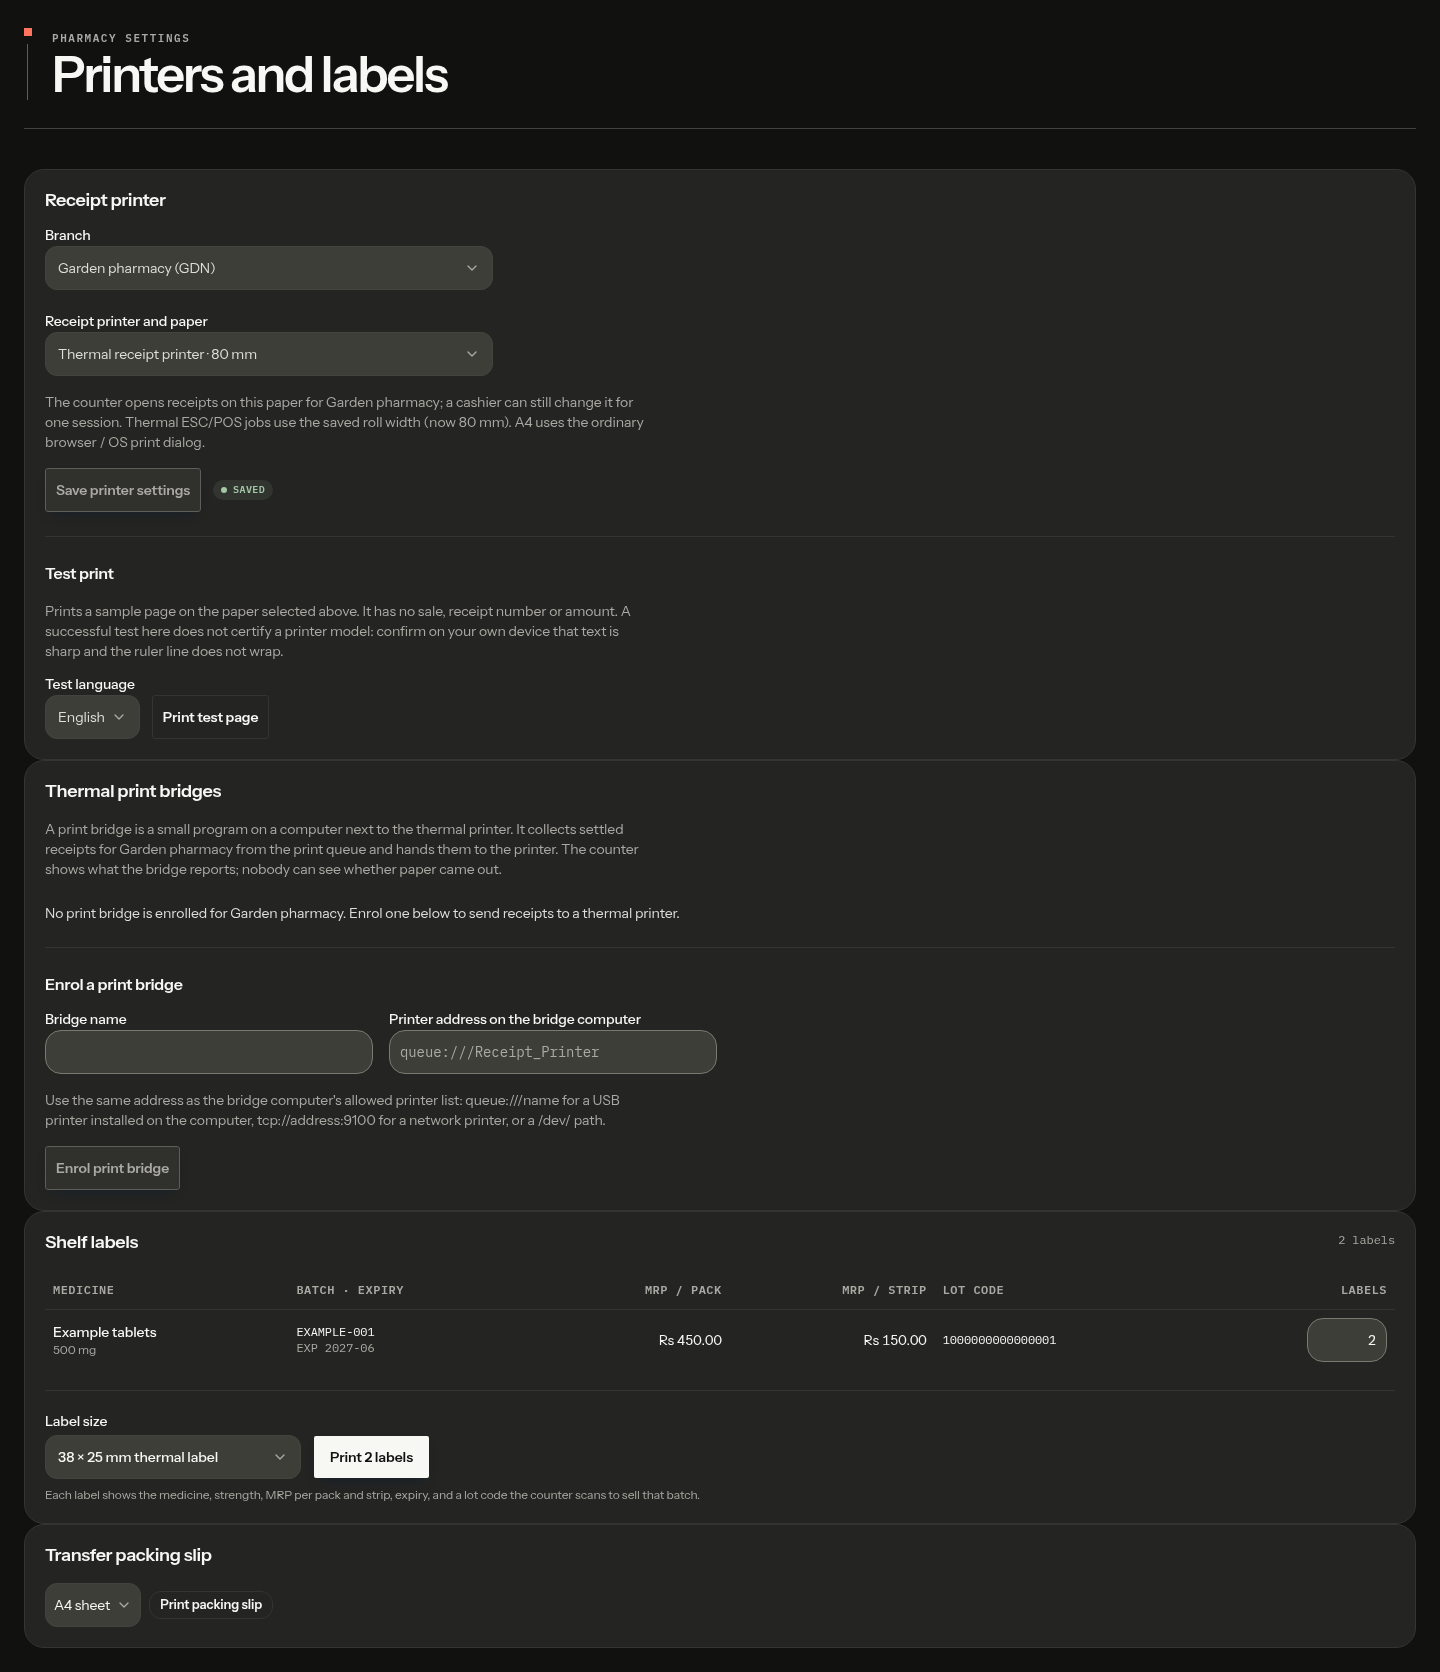 PHARMACY SETTINGS
Printers and labels
Receipt printer
Branch
Garden pharmacy (GDN)
Receipt printer and paper
Thermal receipt printer · 80 mm
The counter opens receipts on this paper for Garden pharmacy; a cashier can still change it for
one session. Thermal ESC/POS jobs use the saved roll width (now 80 mm). A4 uses the ordinary
browser / OS print dialog.
Save printer settings
SAVED
Test print
Prints a sample page on the paper selected above. It has no sale, receipt number or amount. A
successful test here does not certify a printer model: confirm on your own device that text is
sharp and the ruler line does not wrap.
Test language
English
Print test page
Thermal print bridges
A print bridge is a small program on a computer next to the thermal printer. It collects settled
receipts for Garden pharmacy from the print queue and hands them to the printer. The counter
shows what the bridge reports; nobody can see whether paper came out.
No print bridge is enrolled for Garden pharmacy. Enrol one below to send receipts to a thermal printer.
Enrol a print bridge
Bridge name
Printer address on the bridge computer
queue:///Receipt_Printer
Use the same address as the bridge computer's allowed printer list: queue:///name for a USB
printer installed on the computer, tcp://address:9100 for a network printer, or a /dev/ path.
Enrol print bridge
Shelf labels
2 labels
MEDICINE BATCH · EXPIRY MRP / PACK MRP / STRIP LOT CODE LABELS
Example tablets
500 mg
EXAMPLE-001
EXP 2027-06
Rs 450.00
Rs 150.00
1000000000000001
2
Label size
38 × 25 mm thermal label
Print 2 labels
Each label shows the medicine, strength, MRP per pack and strip, expiry, and a lot code the counter scans to sell that batch.
Transfer packing slip
A4 sheet
Print packing slip